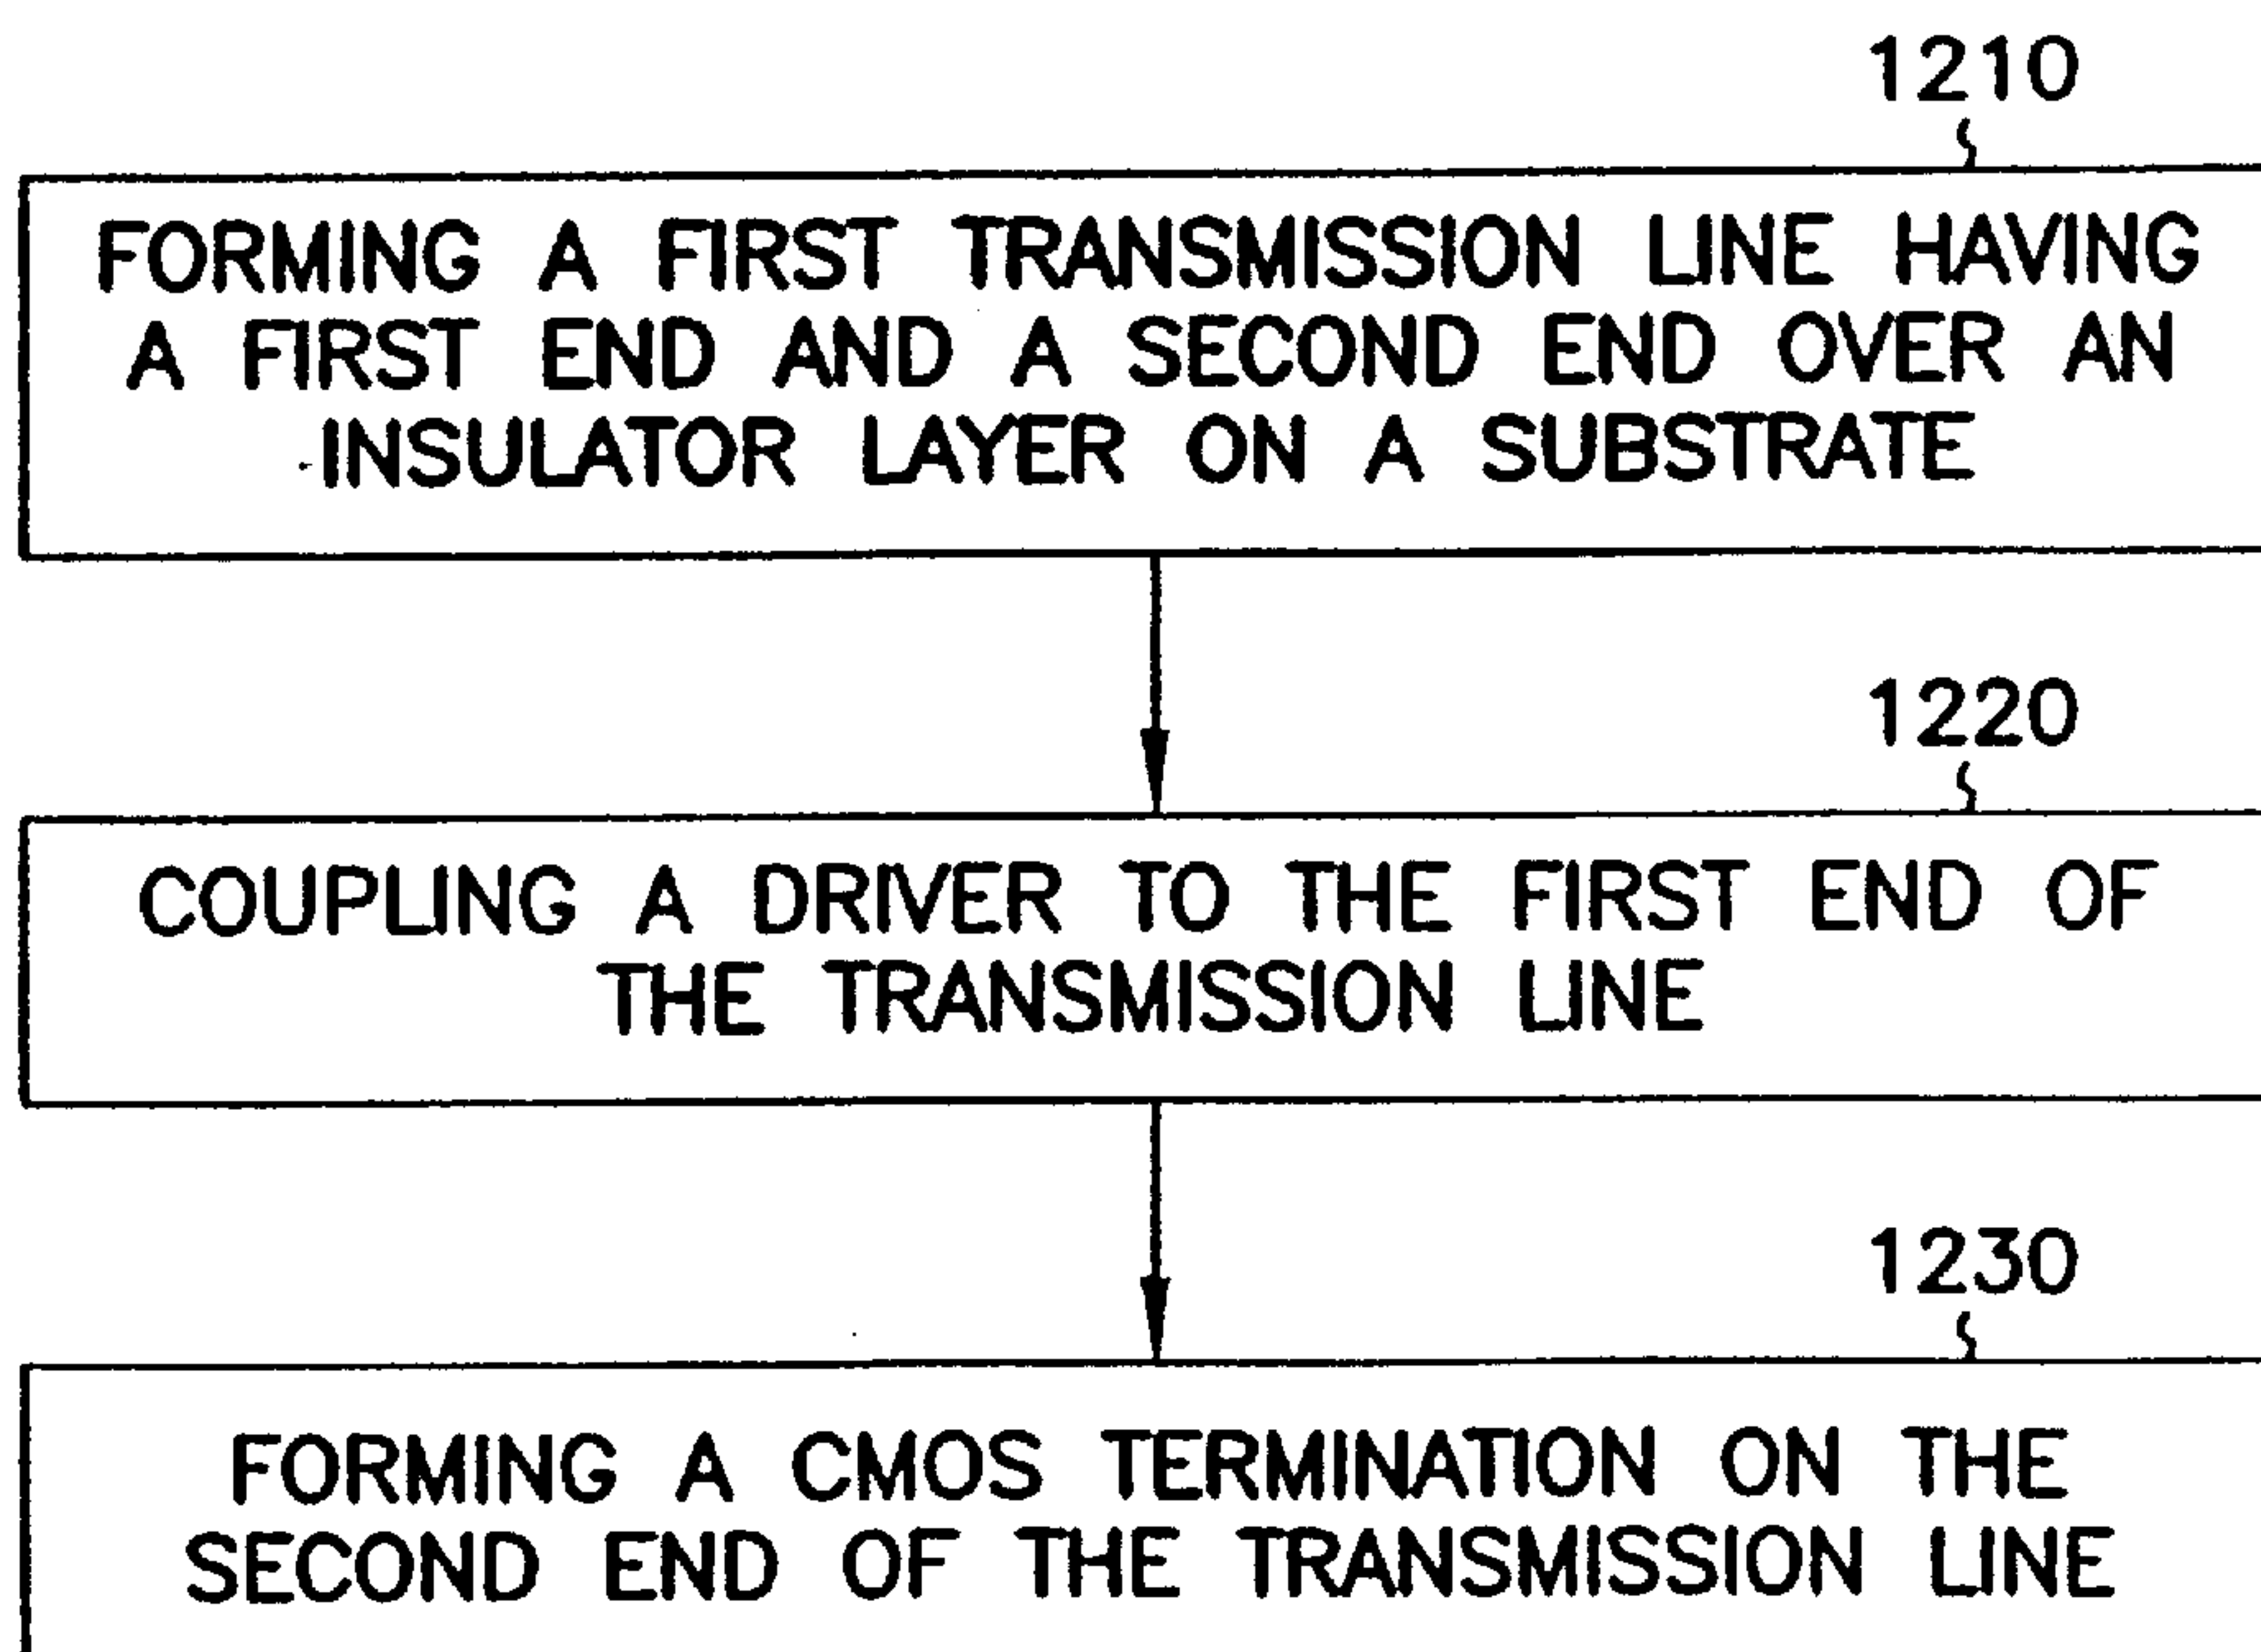 1210
FORMING A FIRST TRANSMISSION LINE HAVING
A FIRST END AND A SECOND END OVER AN
INSULATOR LAYER ON A SUBSTRATE
1220
COUPLING A DRIVER TO THE FIRST END OF
THE TRANSMISSION LINE
1230
FORMING A CMOS TERMINATION ON THE
SECOND END OF THE TRANSMISSION LINE